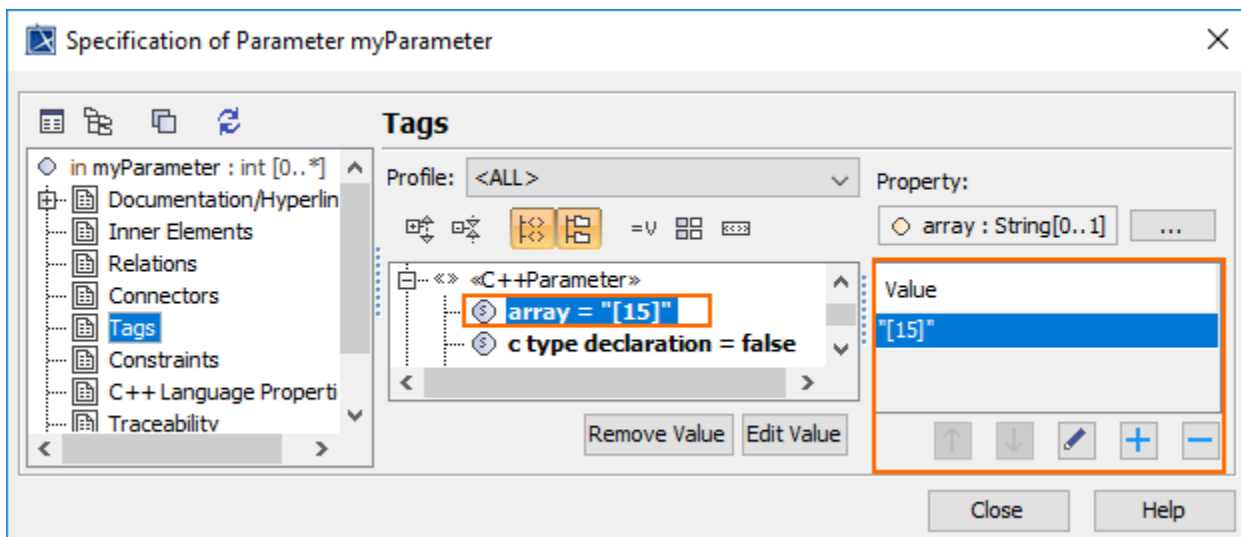 Specification of Parameter myParameter
Tags
in myParameter : int [0..*]
Documentation/Hyperlin
Inner Elements
Relations
Connectors
Tags
Constraints
C++ Language Properti
Traceability
Profile: <ALL>
=V
«» «C++Parameter»
array = "[15]"
c type declaration = false
Remove Value
Edit Value
Property:
array : String[0..1]
...
Value
"[15]"
Close
Help